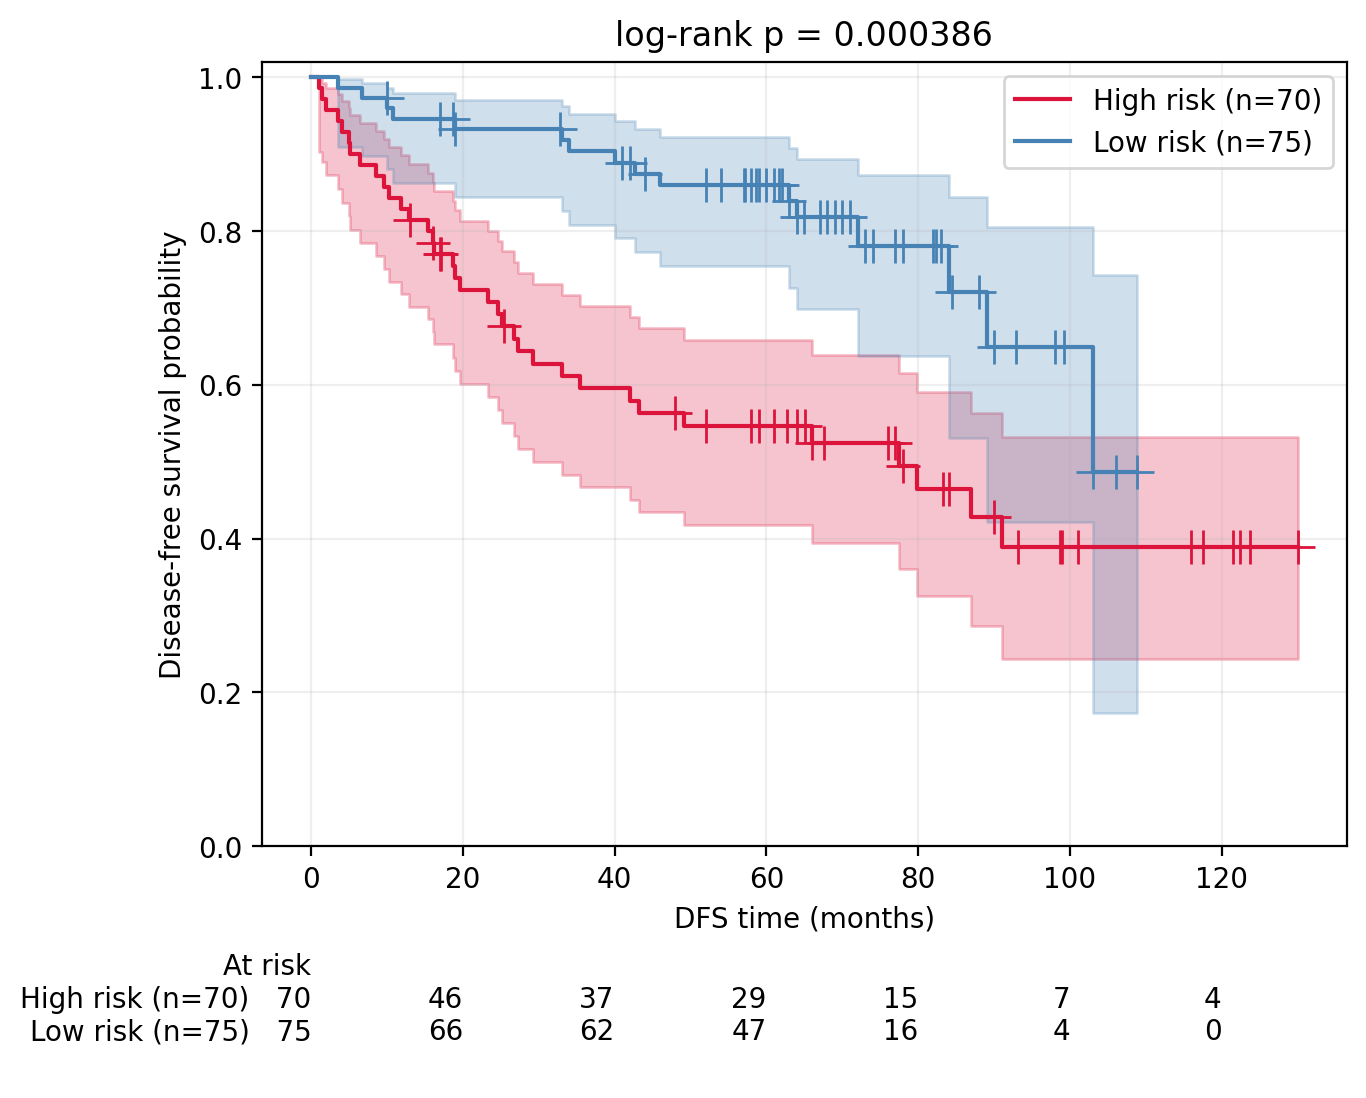 log-rank p = 0.000386
High risk (n=70)
Low risk (n=75)
Disease-free survival probability
1.0
0.8
0.6
0.4
0.2
0.0
0 20 40 60 80 100 120
DFS time (months)
At risk
High risk (n=70) 70 46 37 29 15 7 4
Low risk (n=75) 75 66 62 47 16 4 0